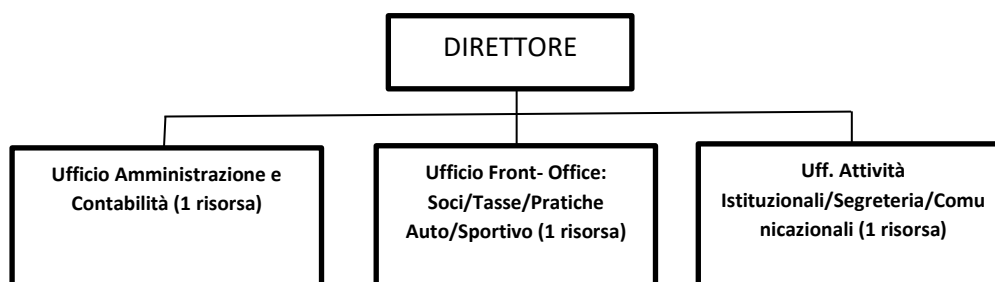 DIRETTORE
Ufficio Amministrazione e
Contabilità (1 risorsa)
Ufficio Front- Office:
Soci/Tasse/Pratiche
Auto/Sportivo (1 risorsa)
Uff. Attività
Istituzionali/Segreteria/Comu
nicazionali (1 risorsa)